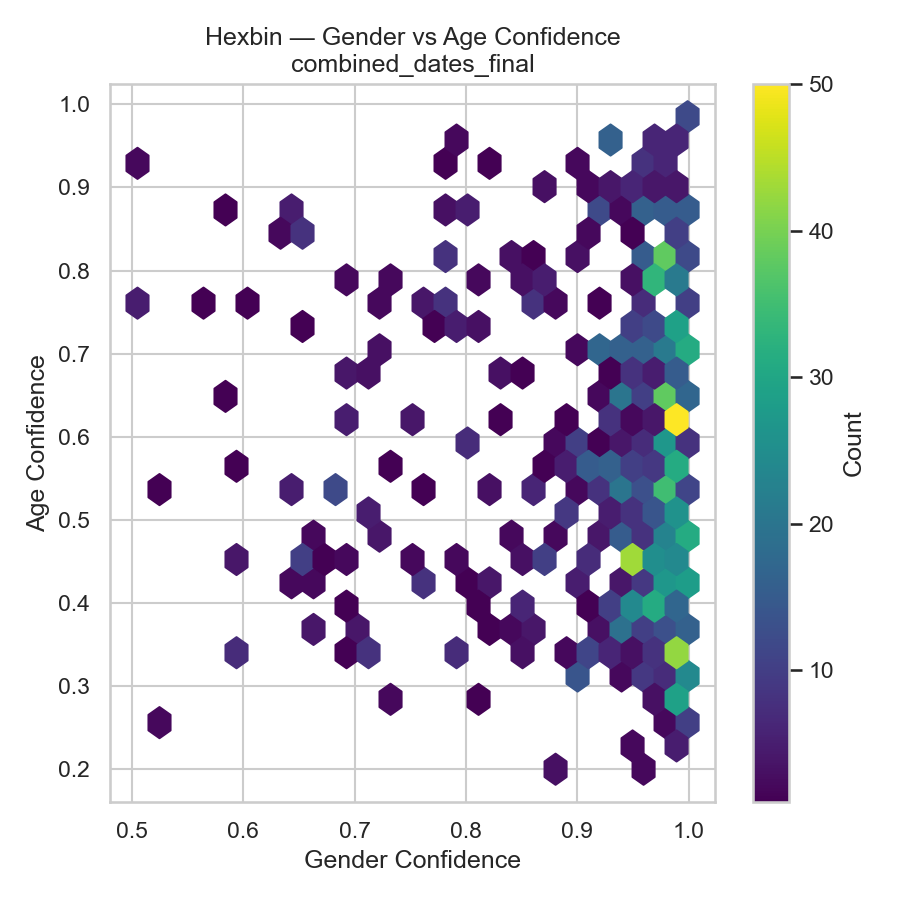 Hexbin — Gender vs Age Confidence
combined_dates_final
1.0
0.9
0.8
0.7
0.6
0.5
0.4
0.3
0.2
Age Confidence
0.5 0.6 0.7 0.8 0.9 1.0
Gender Confidence
50
40
30
20
10
Count